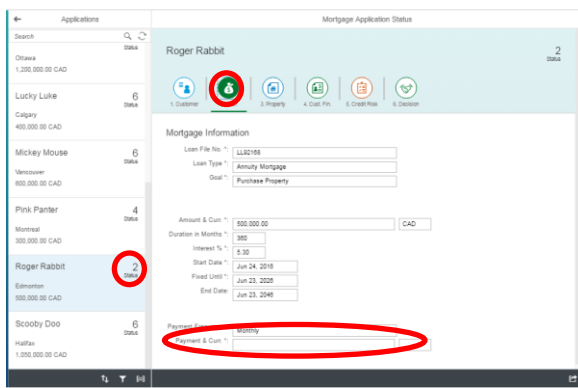 Applications
Mortgage Application Status
Search
Status
Ottawa
1,200,000.00 CAD
Lucky Luke
6
Status
Calgary
400,000.00 CAD
Mickey Mouse
6
Status
Vancouver
600,000.00 CAD
Pink Panter
4
Status
Montreal
300,000.00 CAD
Roger Rabbit
2
Status
Edmonton
500,000.00 CAD
Scooby Doo
6
Status
Halifax
1,050,000.00 CAD
Roger Rabbit
2
Status
1. Customer
3. Property
4. Cust. Fin.
5. Credit Risk
6. Decision
Mortgage Information
Loan File No. *: LL92168
Loan Type *: Annuity Mortgage
Goal *: Purchase Property
Amount & Curr. *: 500,000.00 CAD
Duration in Months *: 360
Interest % *: 5.30
Start Date *: Jun 24, 2016
Fixed Until *: Jun 23, 2026
End Date: Jun 23, 2046
Payment Monthly
Payment & Curr. *: